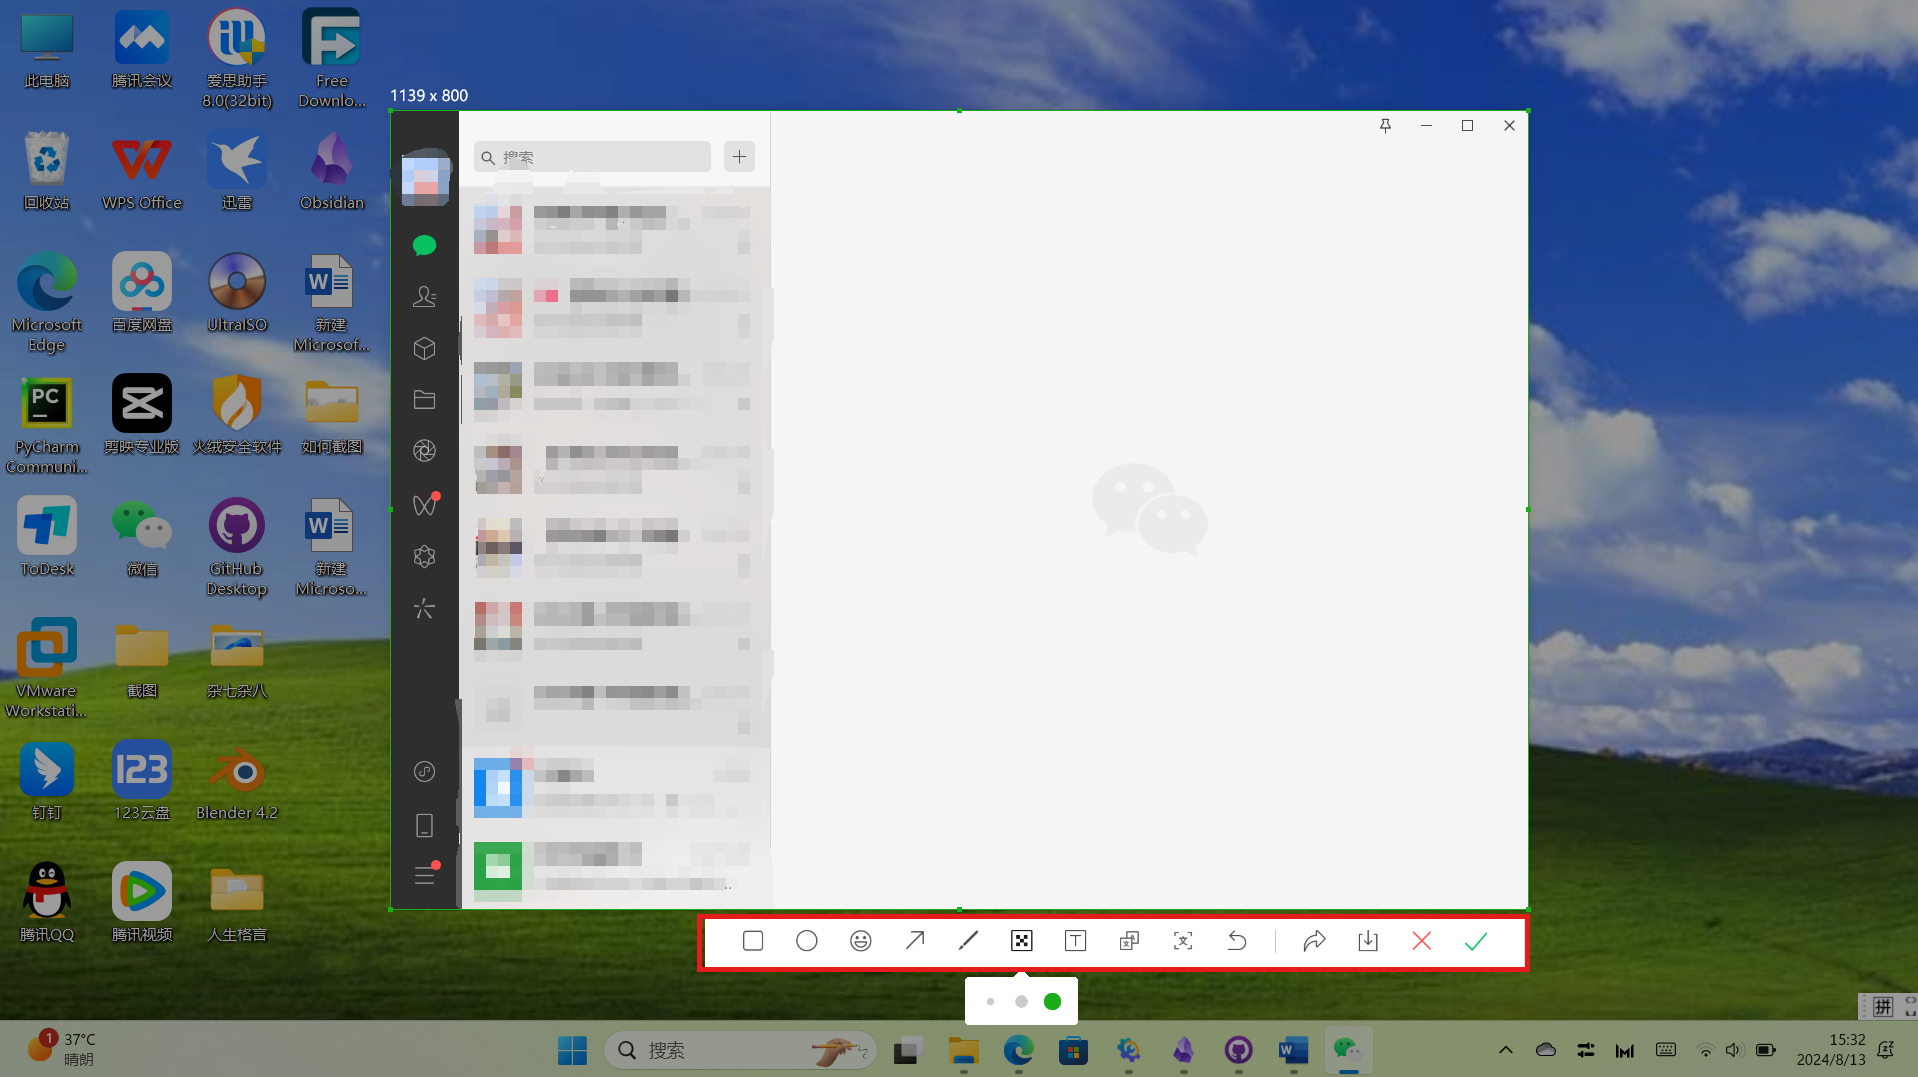 此电脑
腾讯会议
爱思助手
8.0(32bit)
Free
Downlo...
回收站
WPS Office
迅雷
Obsidian
Microsoft
Edge
百度网盘
UltraISO
新建
Microsof...
PyCharm
Communi...
剪映专业版
火绒安全软件
如何截图
ToDesk
微信
GitHub
Desktop
新建
Microso...
VMware
Workstati...
截图
杂七杂八
钉钉
123
123云盘
Blender 4.2
腾讯QQ
腾讯视频
人生格言
1139 x 800
搜索
拼
1
37°C
晴朗
搜索
15:32
2024/8/13